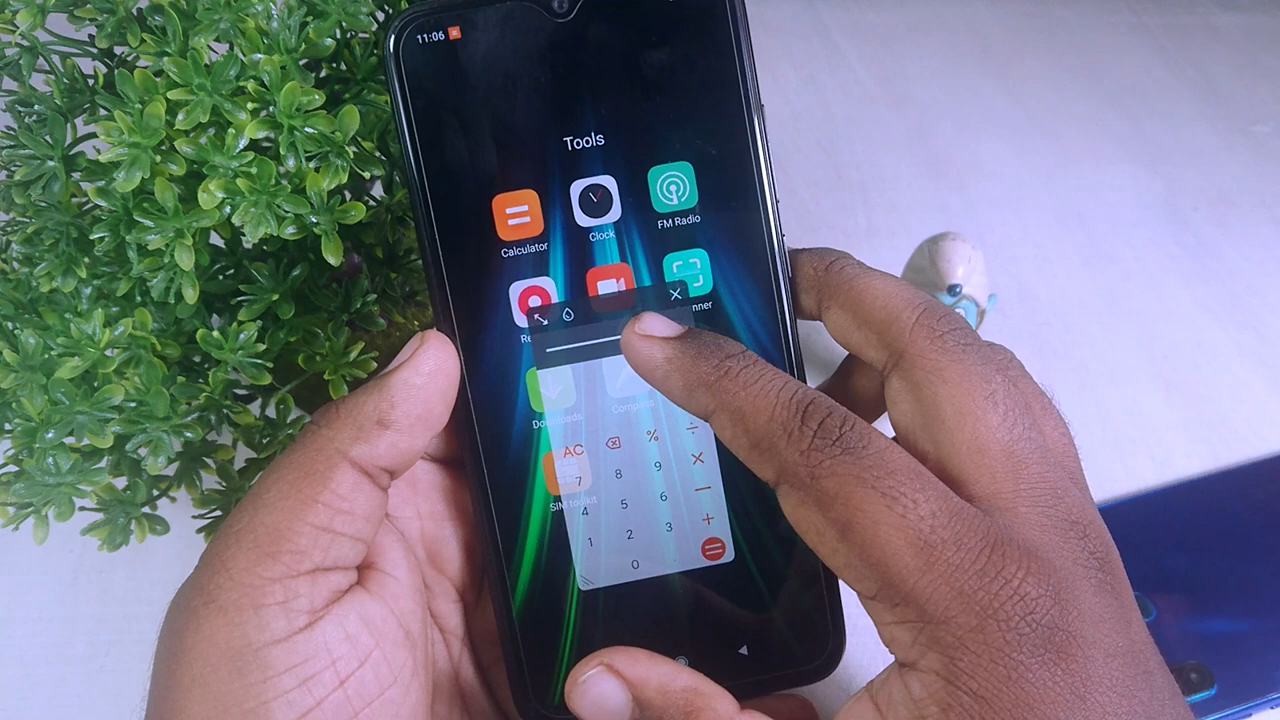 11:06
Tools
Calculator
Clock
FM Radio
Re
nner
Downloads
Compass
SIM toolkit
AC % ÷
7 8 9 ×
4 5 6 −
1 2 3 +
0 =